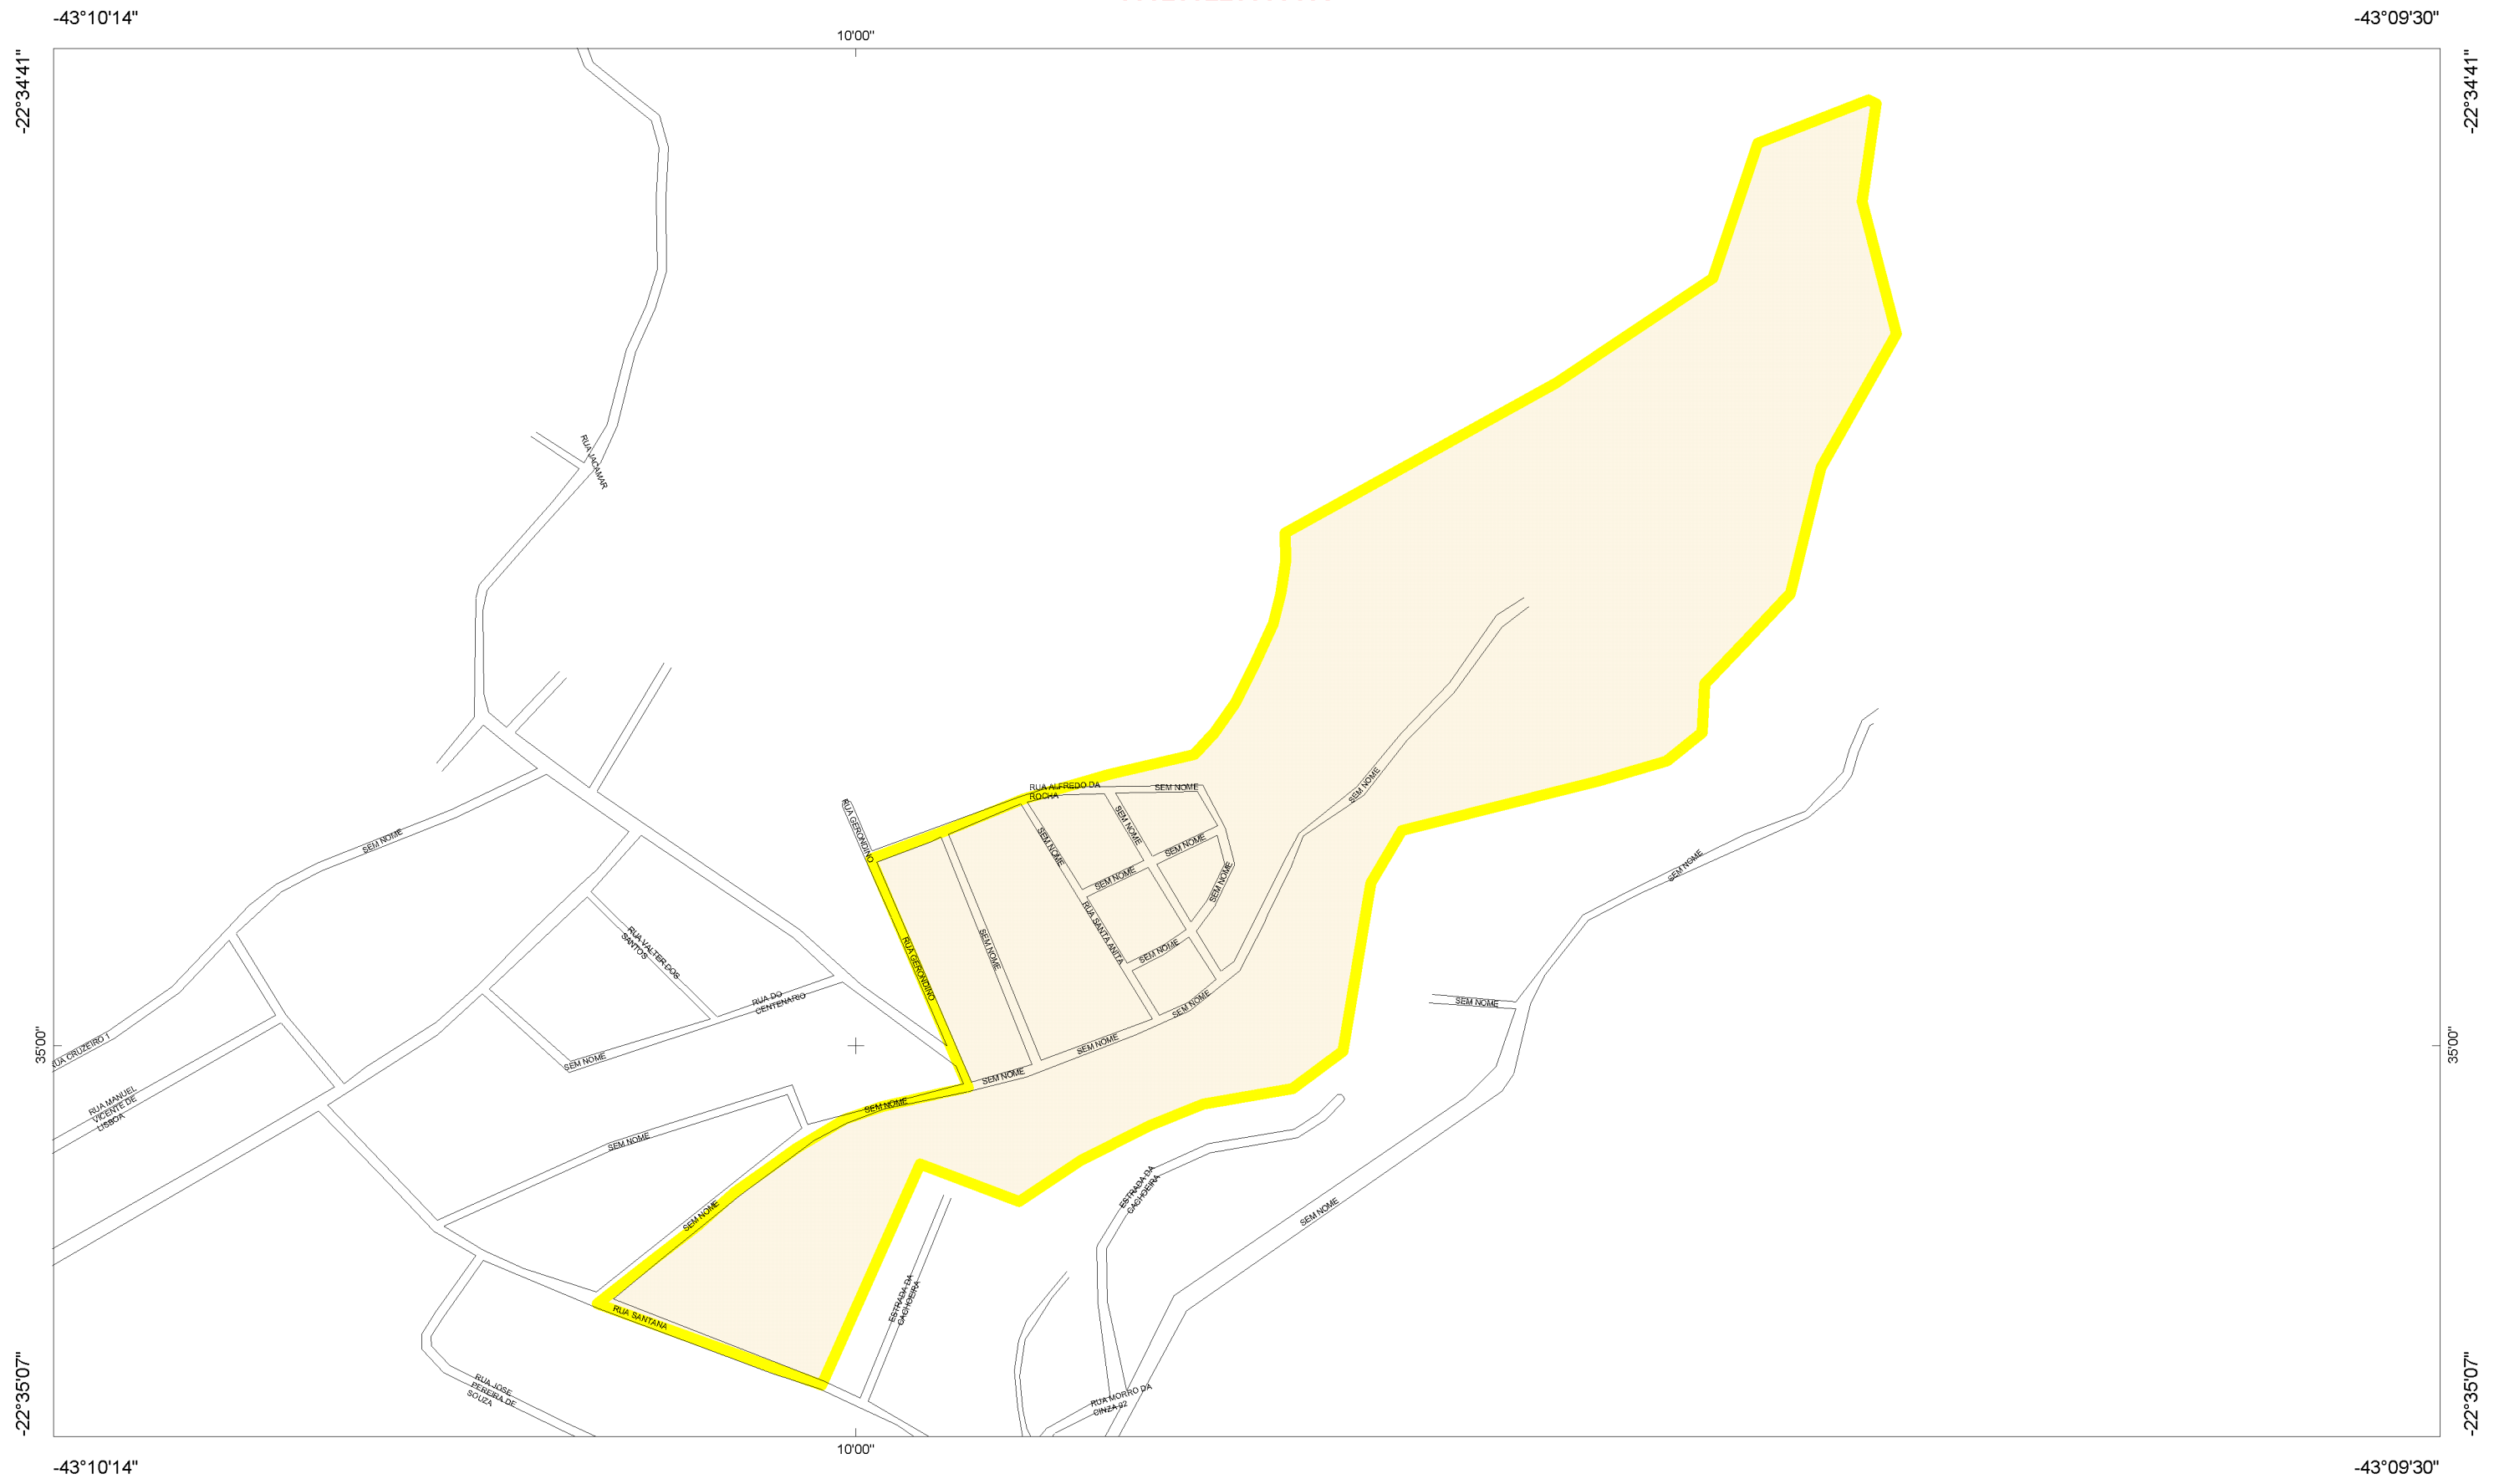 -43°10'14"
-43°09'30"
10'00"
-22°34'41"
-22°34'41"
RUA JACAMAR
RUA ALFREDO DA
ROCHA
SEM NOME
SEM NOME
RUA GERONDINO
SEM NOME
SEM NOME
SEM NOME
SEM NOME
SEM NOME
SEM NOME
SEM NOME
SEM NOME
RUA SANTA ANITA
RUA VALTER DOS
SANTOS
SEM NOME
SEM NOME
RUA GERONDINO
RUA DO
CENTENARIO
SEM NOME
SEM NOME
35'00"
35'00"
RUA CRUZEIRO 1
SEM NOME
SEM NOME
SEM NOME
RUA MANUEL
VICENTE DE
LISBOA
SEM NOME
SEM NOME
ESTRADA DA
CACHOEIRA
SEM NOME
SEM NOME
ESTRADA DA
CACHOEIRA
RUA SANTANA
RUA JOSE
PEREIRA DE
SOUZA
RUA MORRO DA
CINZA 92
-22°35'07"
-22°35'07"
10'00"
-43°10'14"
-43°09'30"